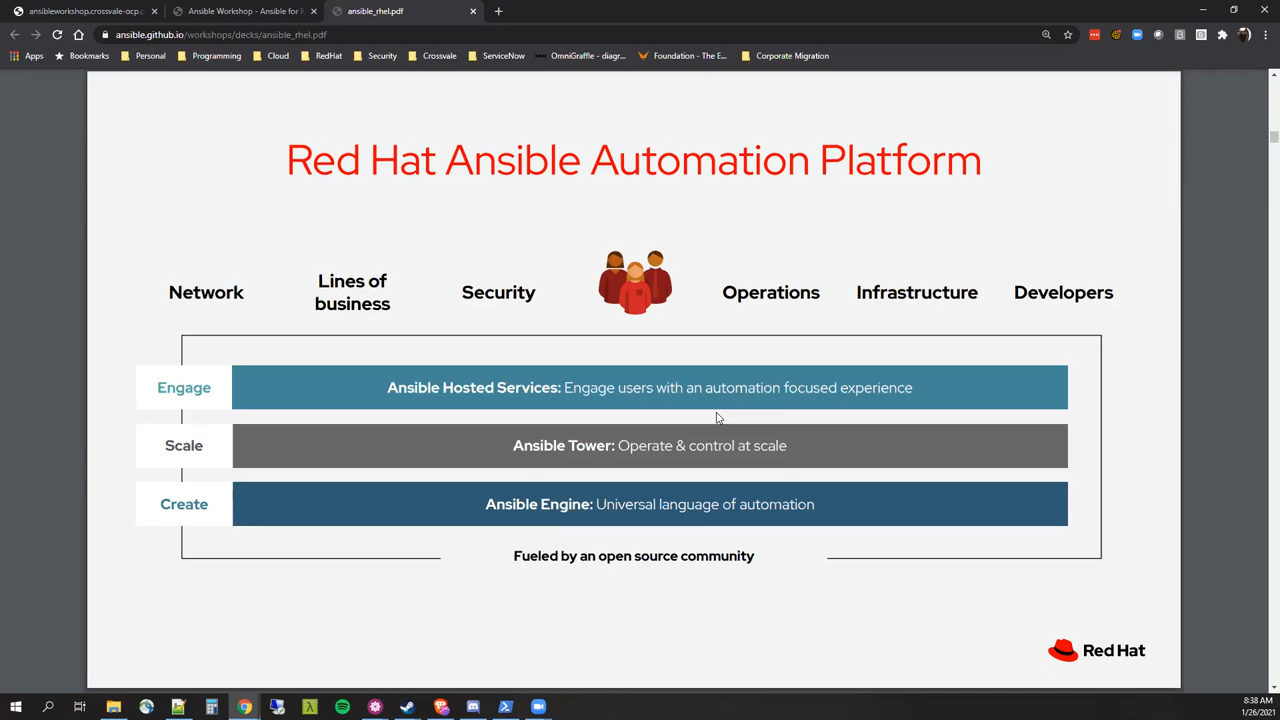 ansibleworkshop.crossvale-ocp.c
Ansible Workshop - Ansible for R
ansible_rhel.pdf
ansible.github.io/workshops/decks/ansible_rhel.pdf
Apps
Bookmarks
Personal
Programming
Cloud
RedHat
Security
Crossvale
ServiceNow
OmniGraffle - diagr...
Foundation - The E...
Corporate Migration
Red Hat Ansible Automation Platform
Network
Lines of
business
Security
Operations
Infrastructure
Developers
Engage
Ansible Hosted Services: Engage users with an automation focused experience
Scale
Ansible Tower: Operate & control at scale
Create
Ansible Engine: Universal language of automation
Fueled by an open source community
Red Hat
8:38 AM
1/26/2021